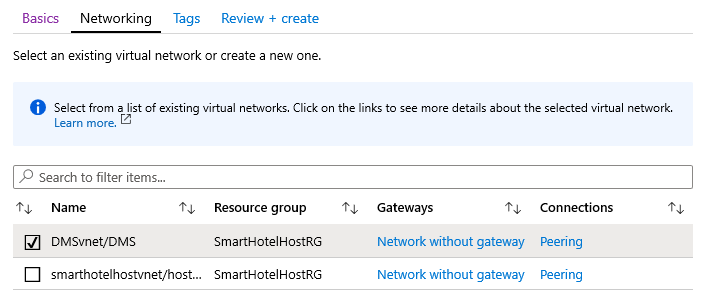 Basics Networking Tags Review + create
Select an existing virtual network or create a new one.
Select from a list of existing virtual networks. Click on the links to see more details about the selected virtual network.
Learn more.
Search to filter items...
Name Resource group Gateways Connections
DMSvnet/DMS SmartHotelHostRG Network without gateway Peering
smarthotelhostvnet/host... SmartHotelHostRG Network without gateway Peering